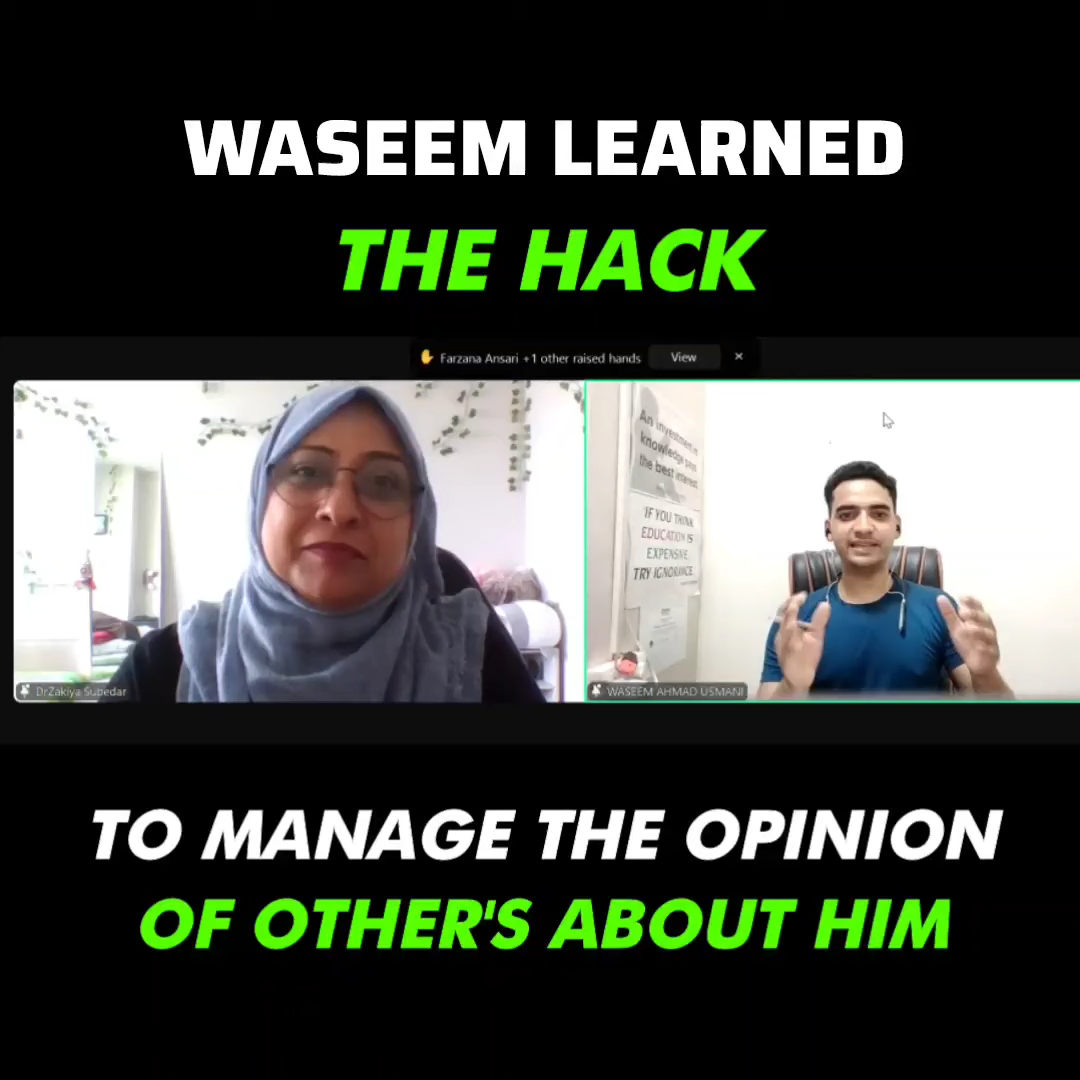 WASEEM LEARNED
THE HACK
Farzana Ansari +1 other raised hands View
An investment in
knowledge pays
the best interest
"IF YOU THINK
EDUCATION IS
EXPENSIVE,
TRY IGNORANCE.
DrZakiya Subedar
WASEEM AHMAD USMANI
TO MANAGE THE OPINION
OF OTHER'S ABOUT HIM